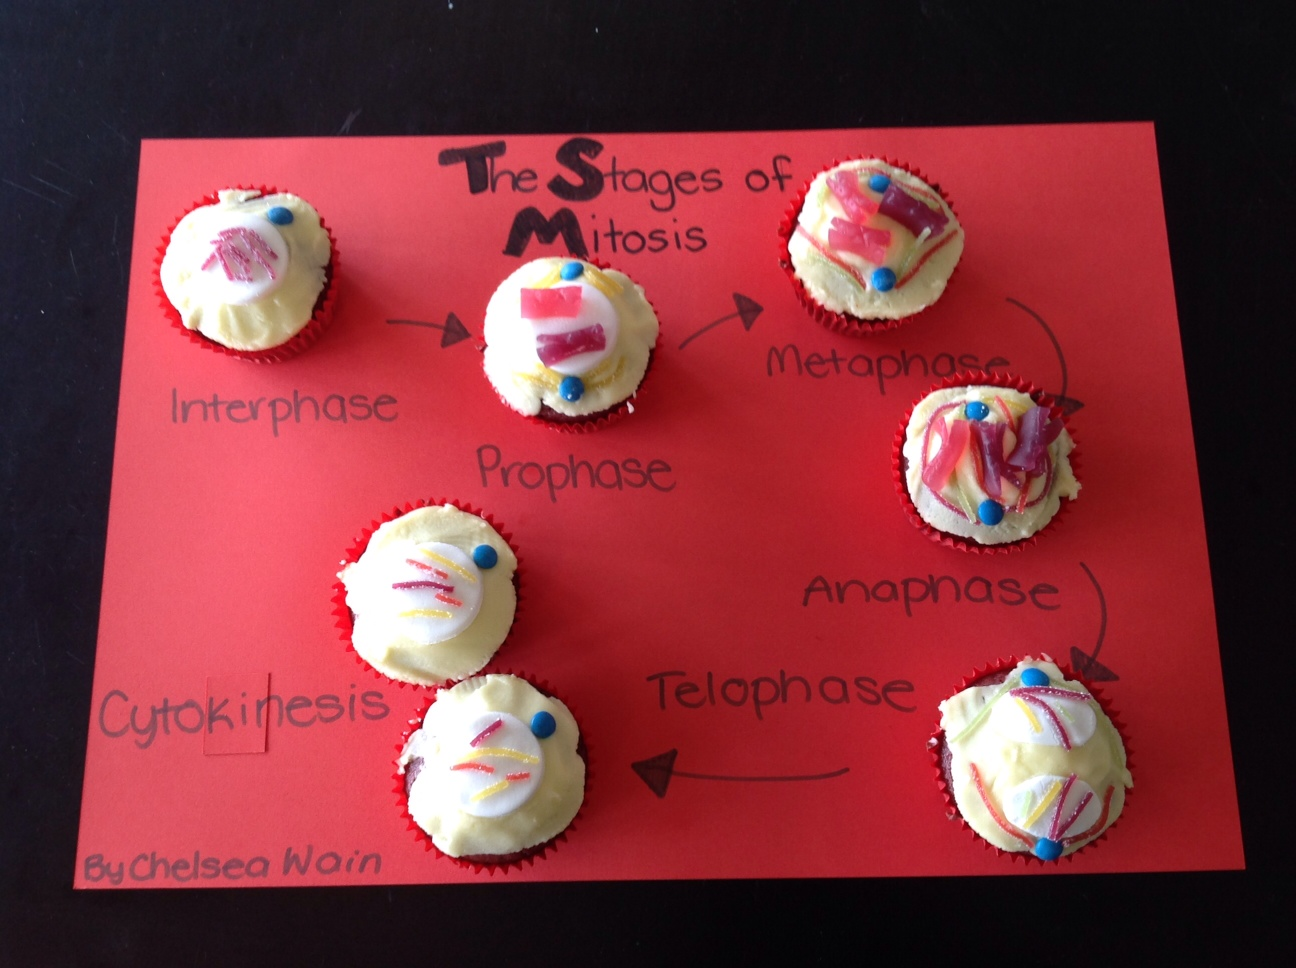 The Stages of
Mitosis
Interphase
Prophase
Metaphase
Anaphase
Telophase
Cytokinesis
By Chelsea Wain